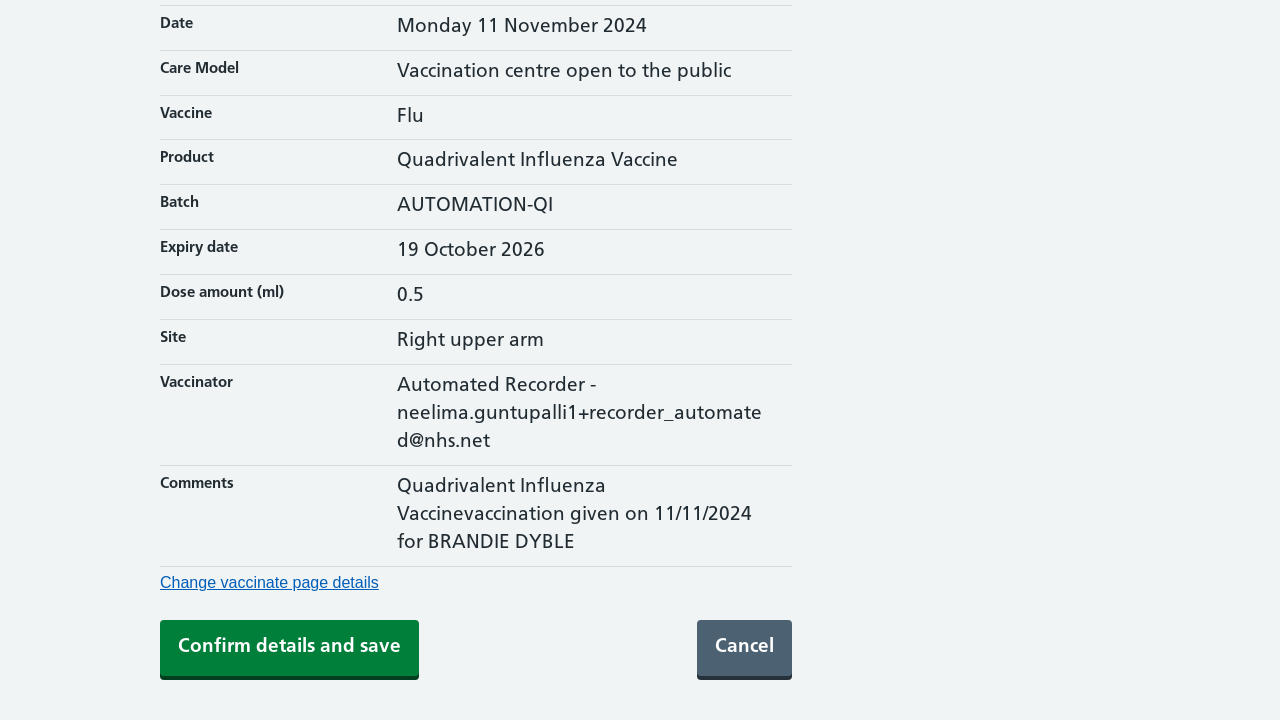 Date
Monday 11 November 2024
Care Model
Vaccination centre open to the public
Vaccine
Flu
Product
Quadrivalent Influenza Vaccine
Batch
AUTOMATION-QI
Expiry date
19 October 2026
Dose amount (ml)
0.5
Site
Right upper arm
Vaccinator
Automated Recorder -
neelima.guntupalli1+recorder_automate
d@nhs.net
Comments
Quadrivalent Influenza
Vaccinevaccination given on 11/11/2024
for BRANDIE DYBLE
Change vaccinate page details
Confirm details and save
Cancel